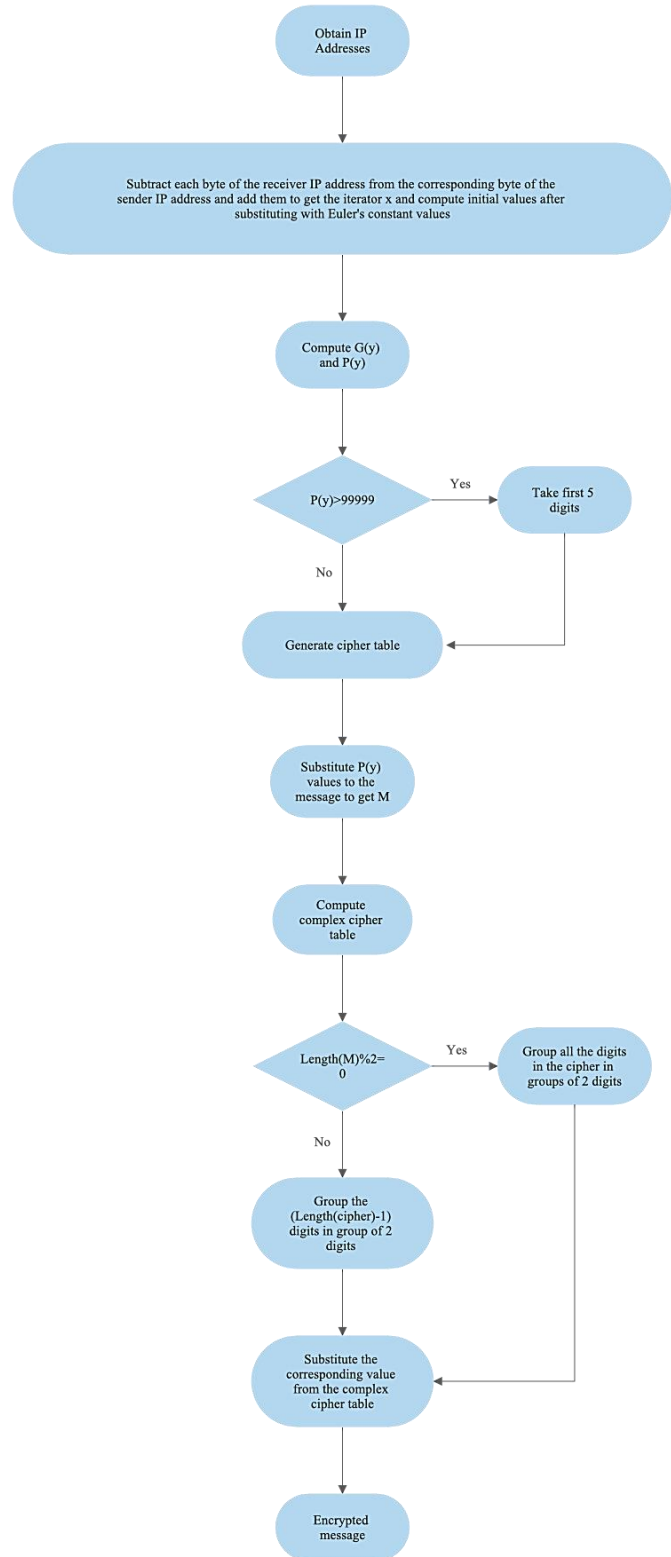 Obtain IP
Addresses
Subtract each byte of the receiver IP address from the corresponding byte of the
sender IP address and add them to get the iterator x and compute initial values after
substituting with Euler's constant values
Compute G(y)
and P(y)
P(y)>99999
Yes
Take first 5
digits
No
Generate cipher table
Substitute P(y)
values to the
message to get M
Compute
complex cipher
table
Length(M)%2=
0
Yes
Group all the digits
in the cipher in
groups of 2 digits
No
Group the
(Length(cipher)-1)
digits in group of 2
digits
Substitute the
corresponding value
from the complex
cipher table
Encrypted
message